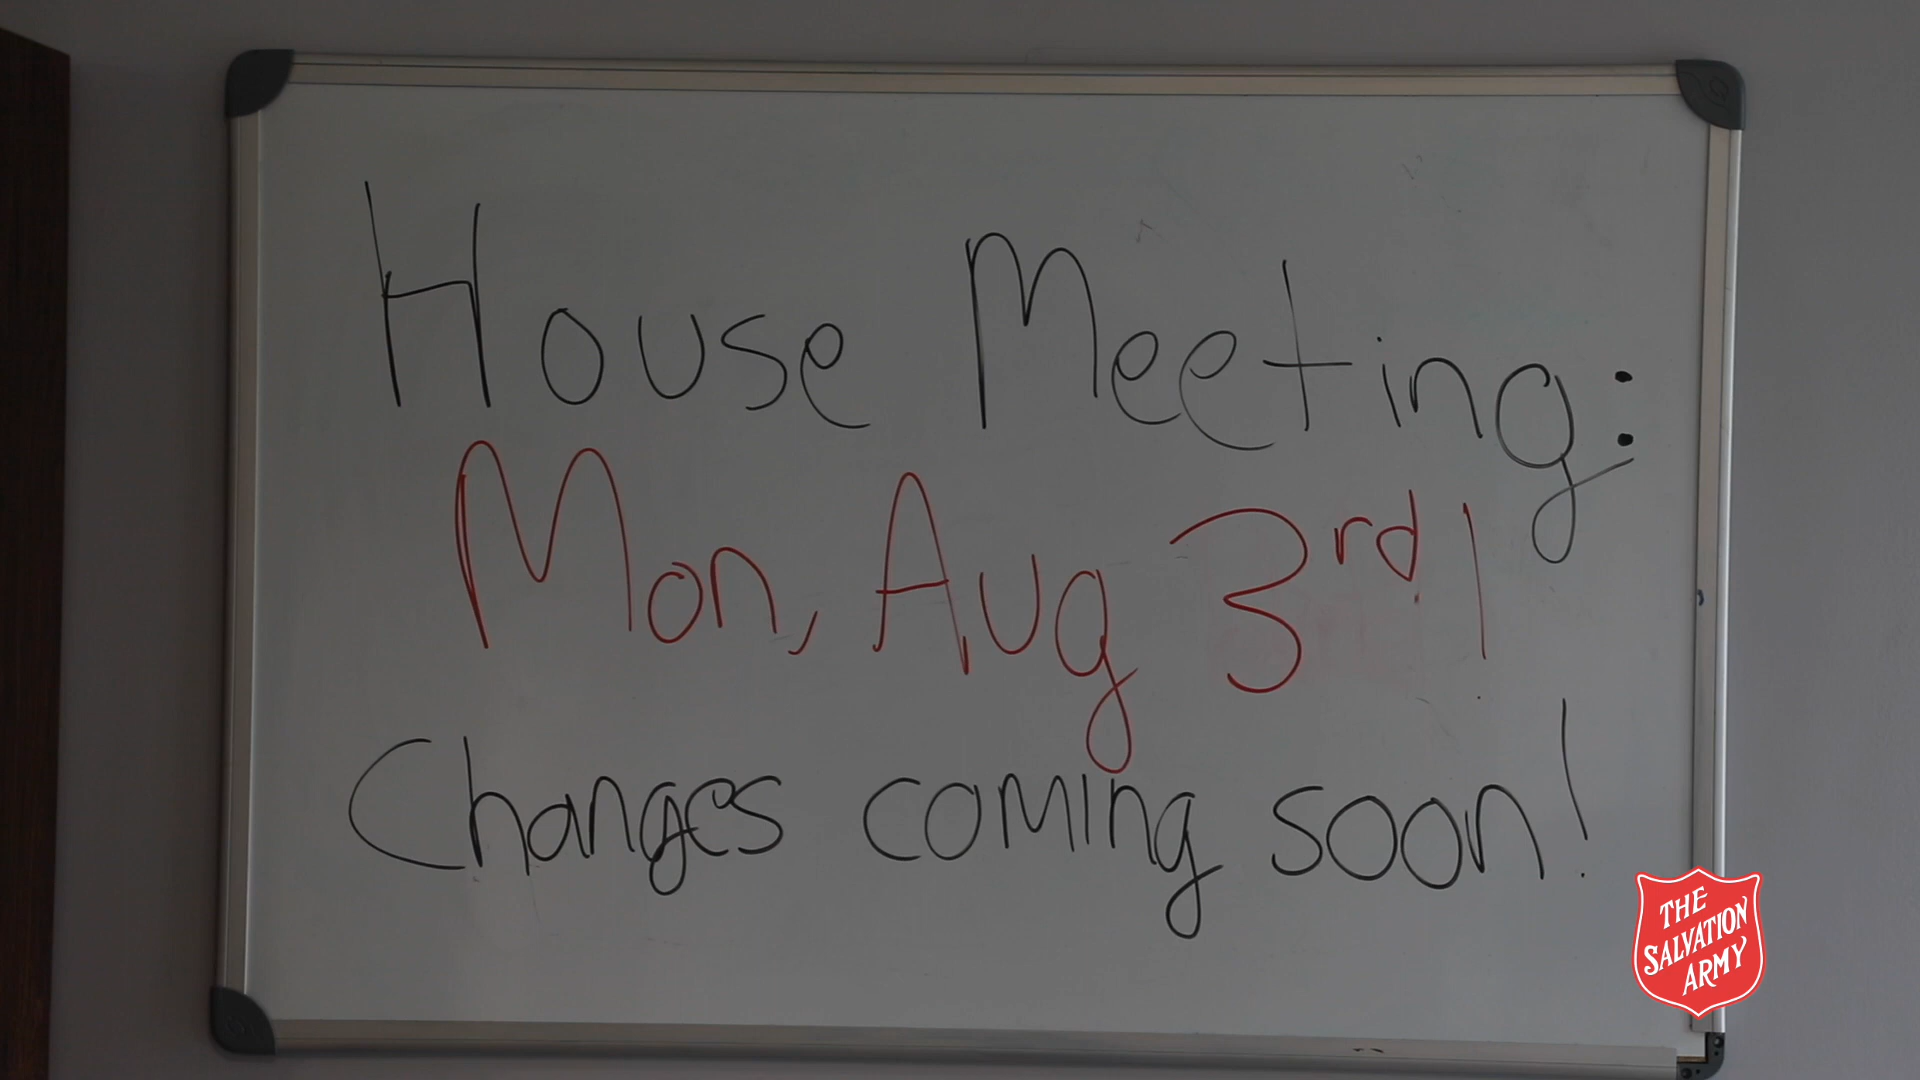 House Meeting:
Mon, Aug 3rd!
Changes coming soon!
THE
SALVATION
ARMY